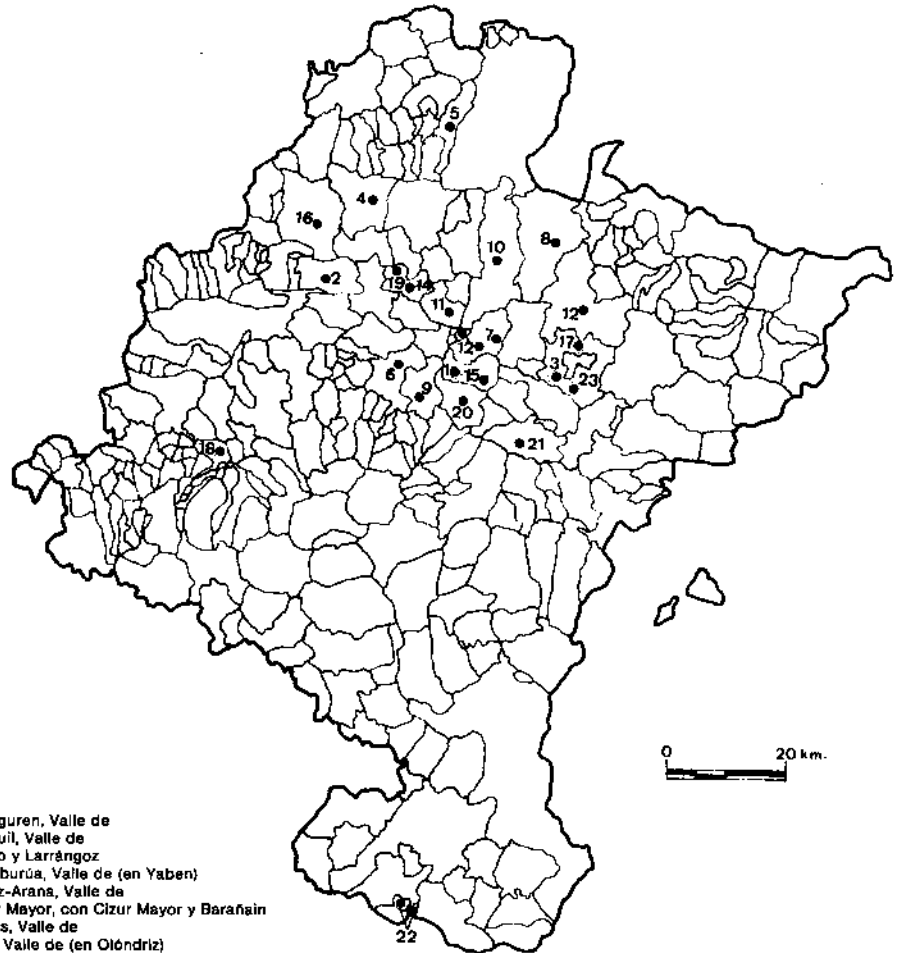 5
4
16
8
10
2
19 14
11
12
12
7
17
6
1
15
3
23
9
20
21
18
0 20 km.
guren, Valle de
uil, Valle de
o y Larrángoz
burúa, Valle de (en Yaben)
z-Arana, Valle de
Mayor, con Cizur Mayor y Barañain
s, Valle de
Valle de (en Olóndriz)
22